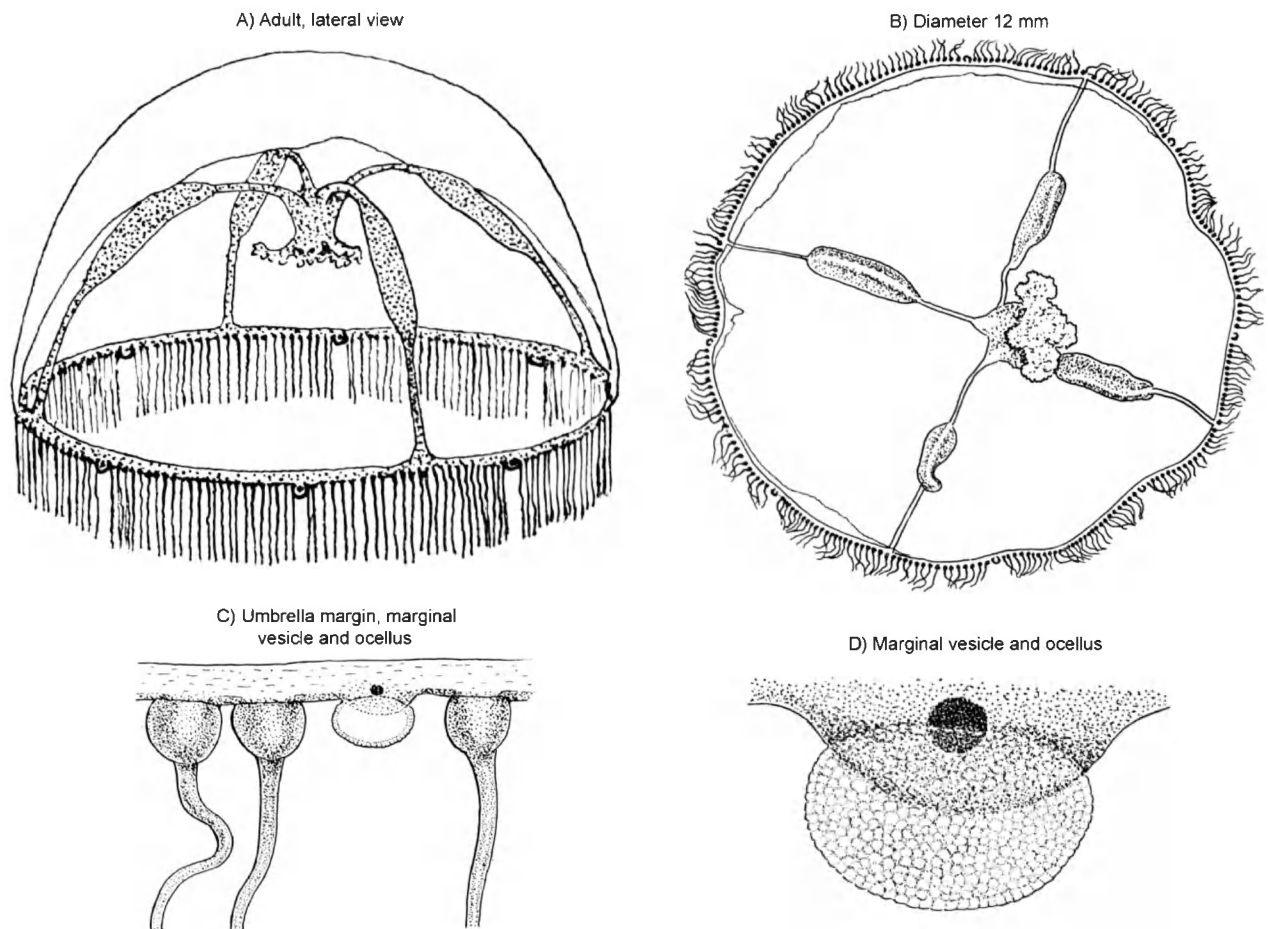 A) Adult, lateral view
B) Diameter 12 mm
C) Umbrella margin, marginal
vesicle and ocellus
D) Marginal vesicle and ocellus